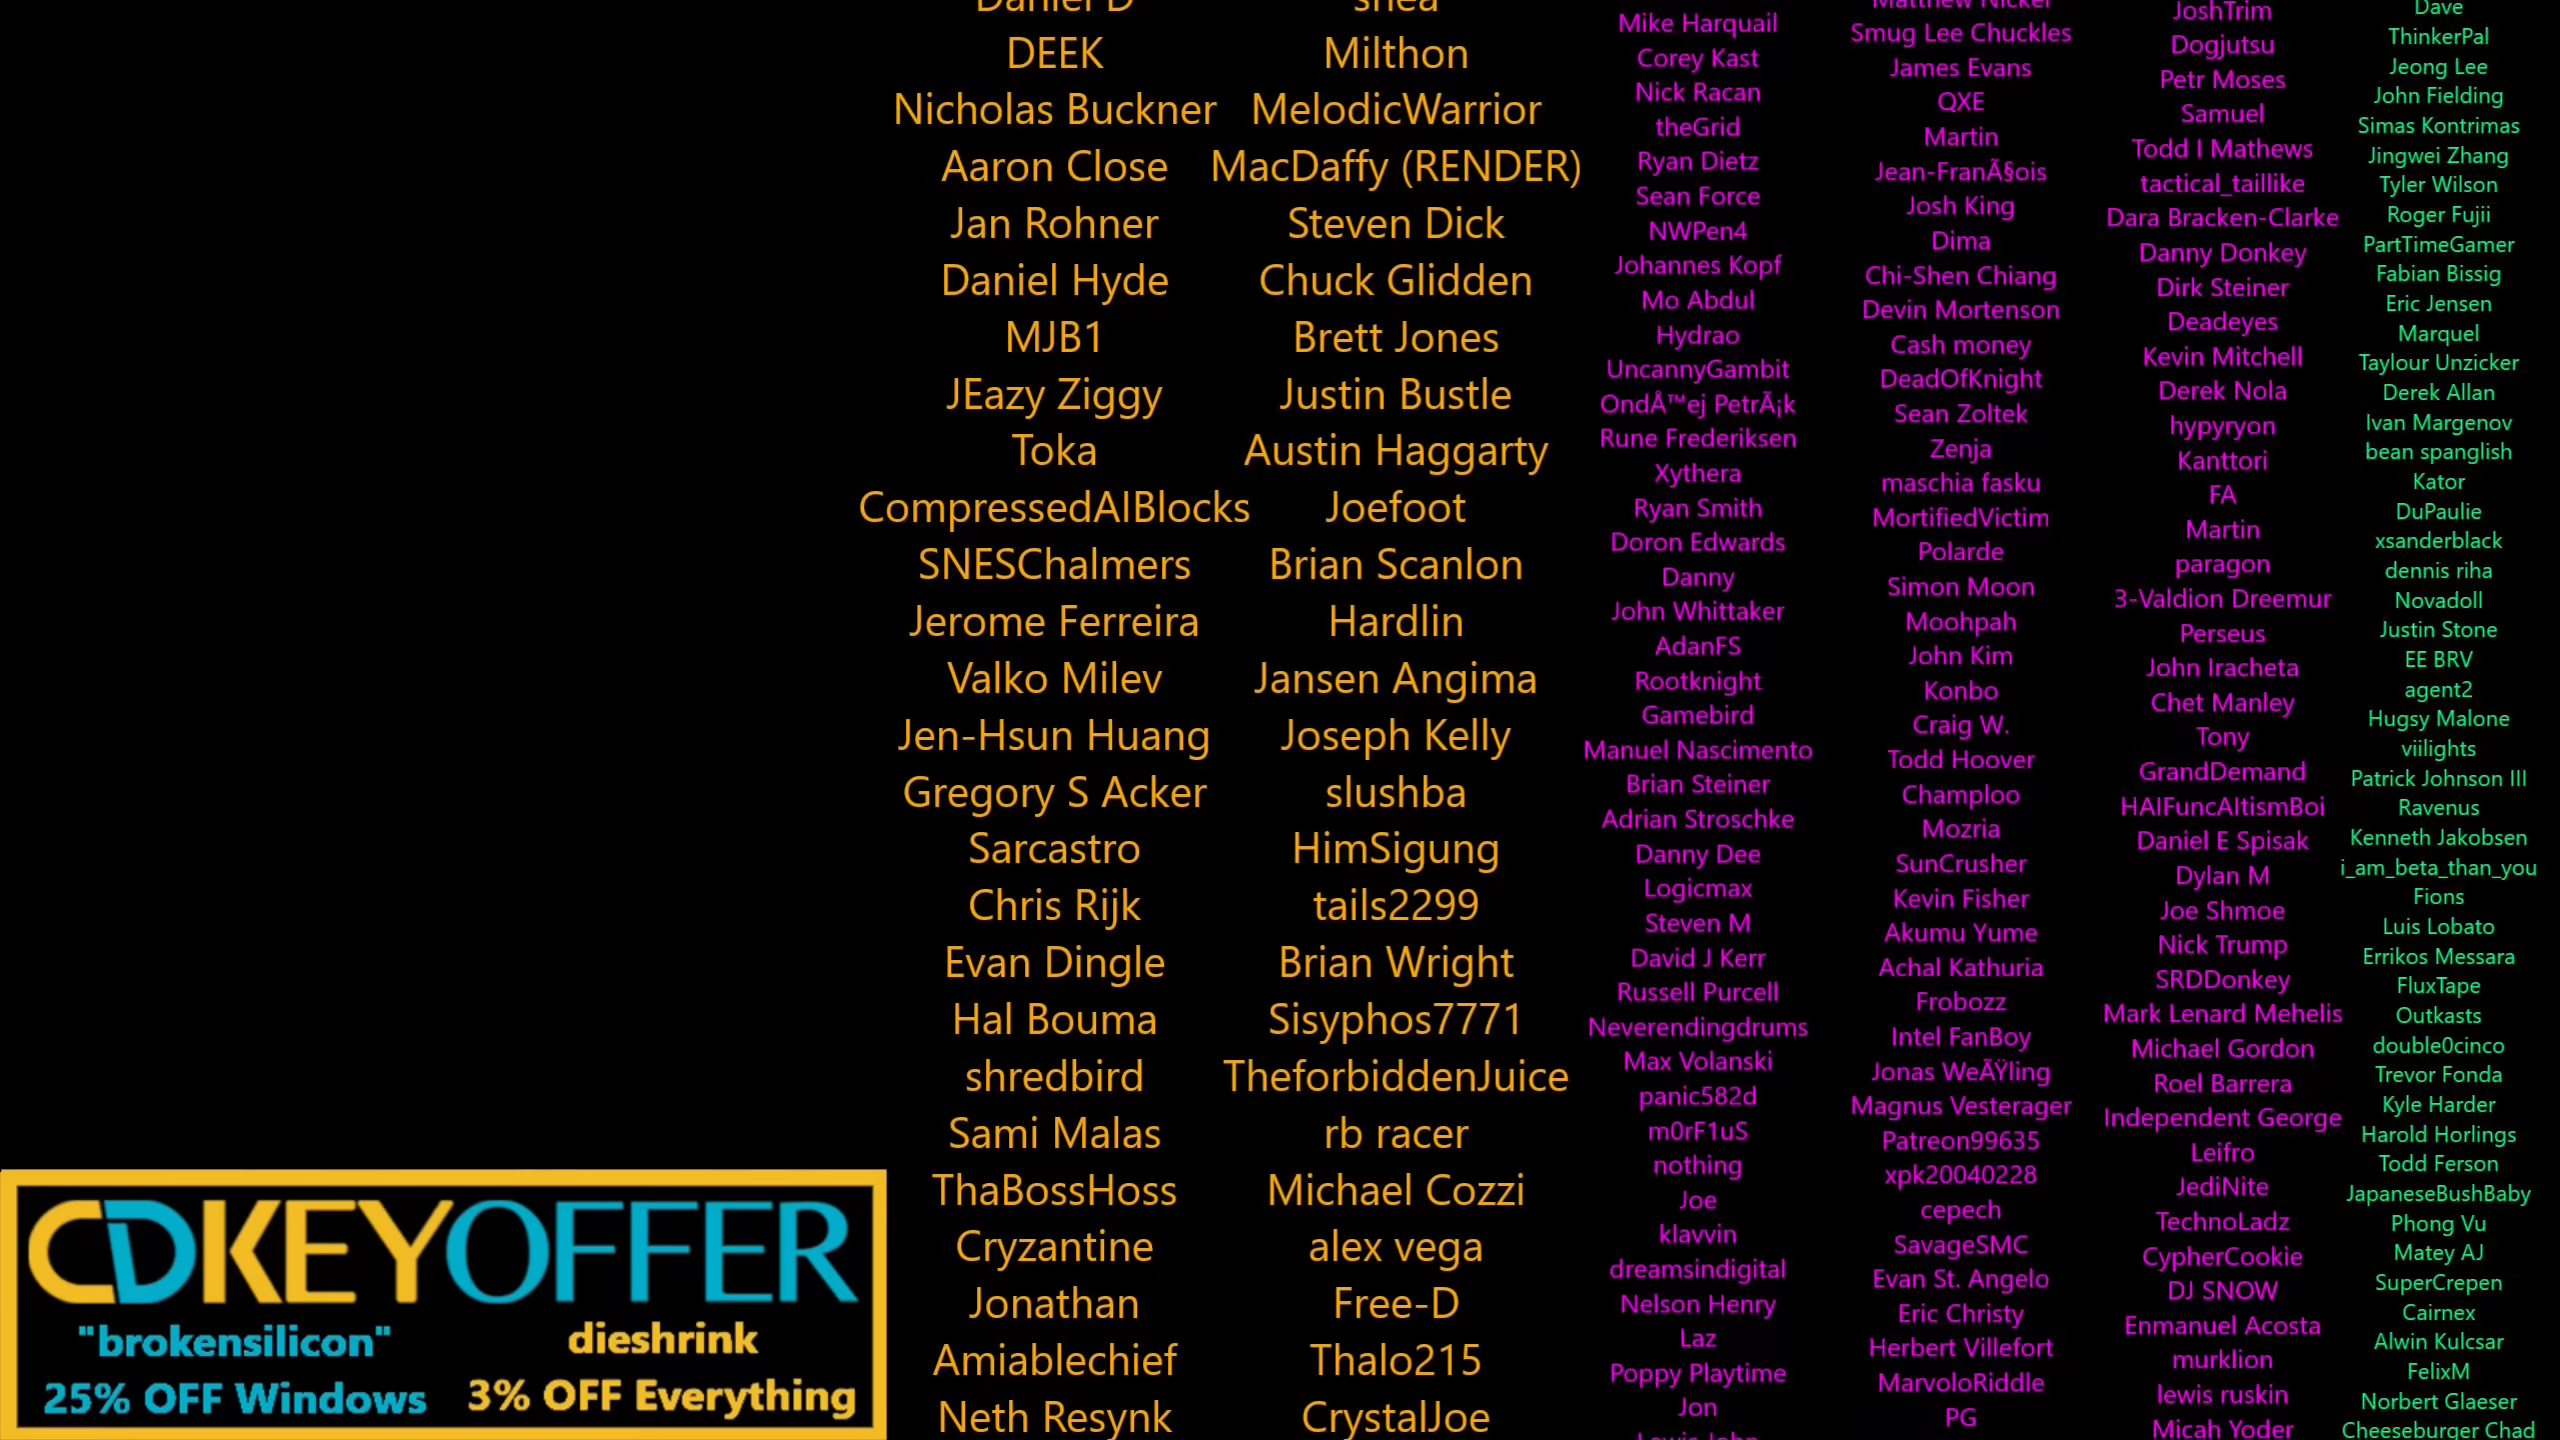 Daniel D
DEEK
Nicholas Buckner
Aaron Close
Jan Rohner
Daniel Hyde
MJB1
JEazy Ziggy
Toka
CompressedAIBlocks
SNESChalmers
Jerome Ferreira
Valko Milev
Jen-Hsun Huang
Gregory S Acker
Sarcastro
Chris Rijk
Evan Dingle
Hal Bouma
shredbird
Sami Malas
ThaBossHoss
Cryzantine
Jonathan
Amiablechief
Neth Resynk
shea
Milthon
MelodicWarrior
MacDaffy (RENDER)
Steven Dick
Chuck Glidden
Brett Jones
Justin Bustle
Austin Haggarty
Joefoot
Brian Scanlon
Hardlin
Jansen Angima
Joseph Kelly
slushba
HimSigung
tails2299
Brian Wright
Sisyphos7771
TheforbiddenJuice
rb racer
Michael Cozzi
alex vega
Free-D
Thalo215
CrystalJoe
Mike Harquail
Corey Kast
Nick Racan
theGrid
Ryan Dietz
Sean Force
NWPen4
Johannes Kopf
Mo Abdul
Hydrao
UncannyGambit
OndÅ™ej PetrÃ¡k
Rune Frederiksen
Xythera
Ryan Smith
Doron Edwards
Danny
John Whittaker
AdanFS
Rootknight
Gamebird
Manuel Nascimento
Brian Steiner
Adrian Stroschke
Danny Dee
Logicmax
Steven M
David J Kerr
Russell Purcell
Neverendingdrums
Max Volanski
panic582d
m0rF1uS
nothing
Joe
klavvin
dreamsindigital
Nelson Henry
Laz
Poppy Playtime
Jon
Lewis John
Matthew Nicker
Smug Lee Chuckles
James Evans
QXE
Martin
Jean-FranÃ§ois
Josh King
Dima
Chi-Shen Chiang
Devin Mortenson
Cash money
DeadOfKnight
Sean Zoltek
Zenja
maschia fasku
MortifiedVictim
Polarde
Simon Moon
Moohpah
John Kim
Konbo
Craig W.
Todd Hoover
Champloo
Mozria
SunCrusher
Kevin Fisher
Akumu Yume
Achal Kathuria
Frobozz
Intel FanBoy
Jonas WeÃŸling
Magnus Vesterager
Patreon99635
xpk20040228
cepech
SavageSMC
Evan St. Angelo
Eric Christy
Herbert Villefort
MarvoloRiddle
PG
JoshTrim
Dogjutsu
Petr Moses
Samuel
Todd I Mathews
tactical_taillike
Dara Bracken-Clarke
Danny Donkey
Dirk Steiner
Deadeyes
Kevin Mitchell
Derek Nola
hypyryon
Kanttori
FA
Martin
paragon
3-Valdion Dreemur
Perseus
John Iracheta
Chet Manley
Tony
GrandDemand
HAIFuncAItismBoi
Daniel E Spisak
Dylan M
Joe Shmoe
Nick Trump
SRDDonkey
Mark Lenard Mehelis
Michael Gordon
Roel Barrera
Independent George
Leifro
JediNite
TechnoLadz
CypherCookie
DJ SNOW
Enmanuel Acosta
murklion
lewis ruskin
Micah Yoder
Dave
ThinkerPal
Jeong Lee
John Fielding
Simas Kontrimas
Jingwei Zhang
Tyler Wilson
Roger Fujii
PartTimeGamer
Fabian Bissig
Eric Jensen
Marquel
Taylour Unzicker
Derek Allan
Ivan Margenov
bean spanglish
Kator
DuPaulie
xsanderblack
dennis riha
Novadoll
Justin Stone
EE BRV
agent2
Hugsy Malone
viilights
Patrick Johnson III
Ravenus
Kenneth Jakobsen
i_am_beta_than_you
Fions
Luis Lobato
Errikos Messara
FluxTape
Outkasts
double0cinco
Trevor Fonda
Kyle Harder
Harold Horlings
Todd Ferson
JapaneseBushBaby
Phong Vu
Matey AJ
SuperCrepen
Cairnex
Alwin Kulcsar
FelixM
Norbert Glaeser
Cheeseburger Chad
CDKEYOFFER
"brokensilicon"
25% OFF Windows
dieshrink
3% OFF Everything